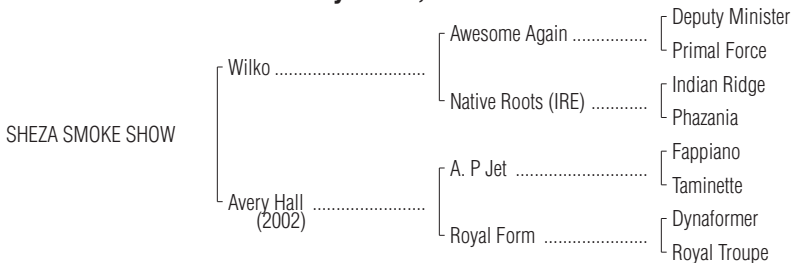 Deputy Minister
Awesome Again ................
Primal Force
Wilko ................................
Indian Ridge
Native Roots (IRE) ............
Phazania
SHEZA SMOKE SHOW
Fappiano
A. P Jet ............................
Taminette
Avery Hall ........................
(2002)
Dynaformer
Royal Form ......................
Royal Troupe